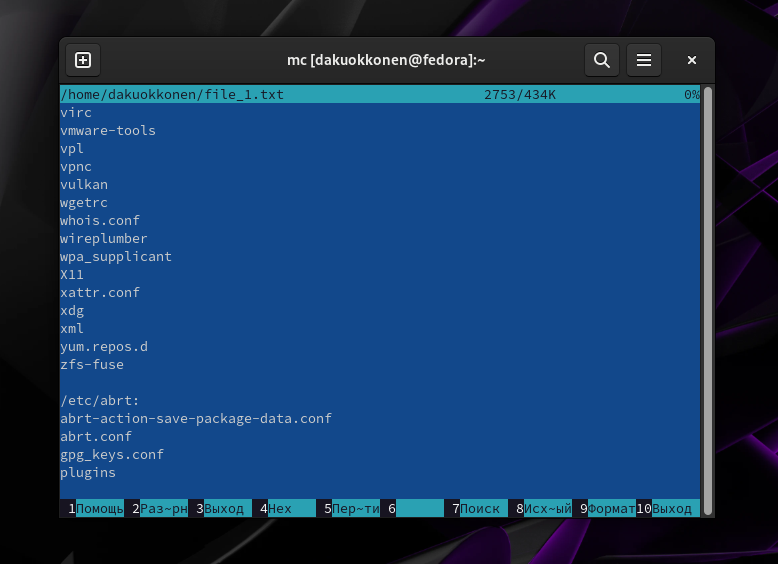 mc [dakuokkonen@fedora]:~
/home/dakuokkonen/file_1.txt 2753/434K 0%
virc
vmware-tools
vpl
vpnc
vulkan
wgetrc
whois.conf
wireplumber
wpa_supplicant
X11
xattr.conf
xdg
xml
yum.repos.d
zfs-fuse
/etc/abrt:
abrt-action-save-package-data.conf
abrt.conf
gpg_keys.conf
plugins
1Помощь 2Раз~рн 3Выход 4Hex 5Пер~ти 6 7Поиск 8Исх~ый 9Формат10Выход